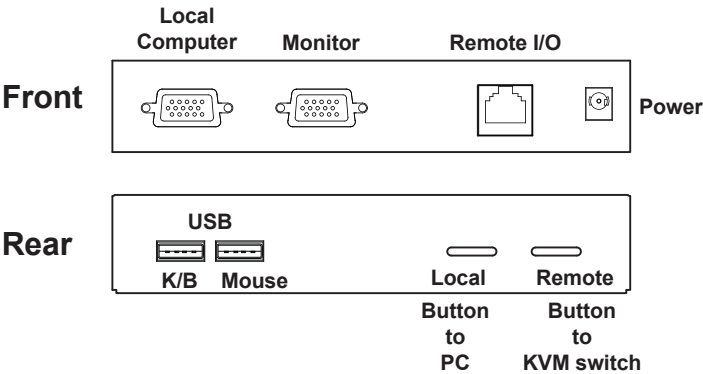 Local
Computer
Monitor
Remote I/O
Front
Power
Rear
USB
K/B
Mouse
Local
Remote
Button
to
PC
Button
to
KVM switch